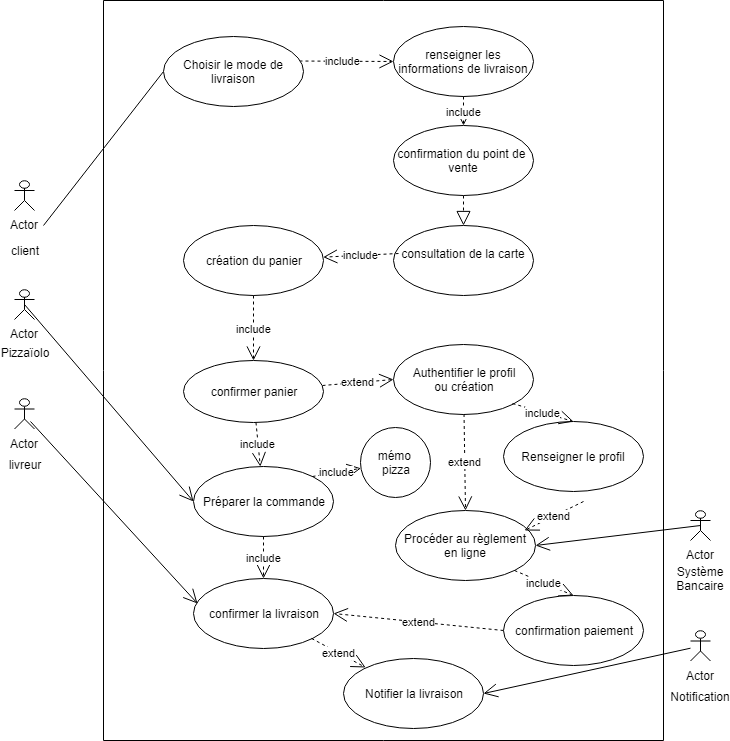 Choisir le mode de
livraison
include
renseigner les
informations de livraison
include
confirmation du point de
vente
Actor
client
création du panier
include
consultation de la carte
include
Actor
Pizzaïolo
confirmer panier
extend
Authentifier le profil
ou création
include
Actor
livreur
include
mémo
pizza
extend
Renseigner le profil
include
Préparer la commande
extend
Procéder au règlement
en ligne
Actor
Système
Bancaire
include
include
confirmer la livraison
extend
confirmation paiement
extend
Notifier la livraison
Actor
Notification